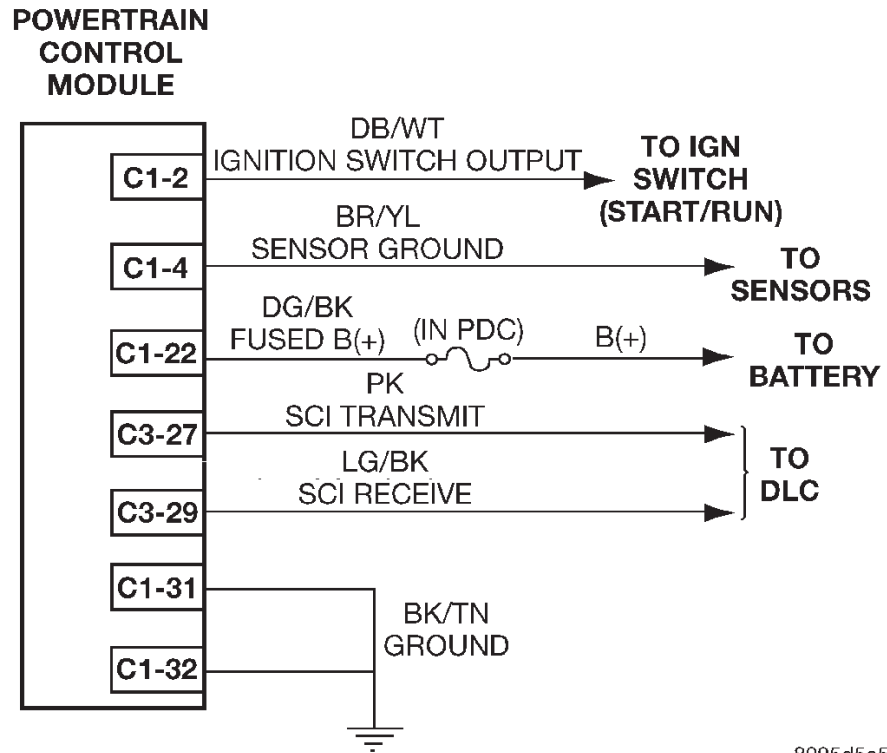 POWERTRAIN
CONTROL
MODULE
C1-2
DB/WT
IGNITION SWITCH OUTPUT
TO IGN
SWITCH
(START/RUN)
C1-4
BR/YL
SENSOR GROUND
TO
SENSORS
C1-22
DG/BK
FUSED B(+)
(IN PDC)
B(+)
TO
BATTERY
C3-27
PK
SCI TRANSMIT
C3-29
LG/BK
SCI RECEIVE
TO
DLC
C1-31
C1-32
BK/TN
GROUND